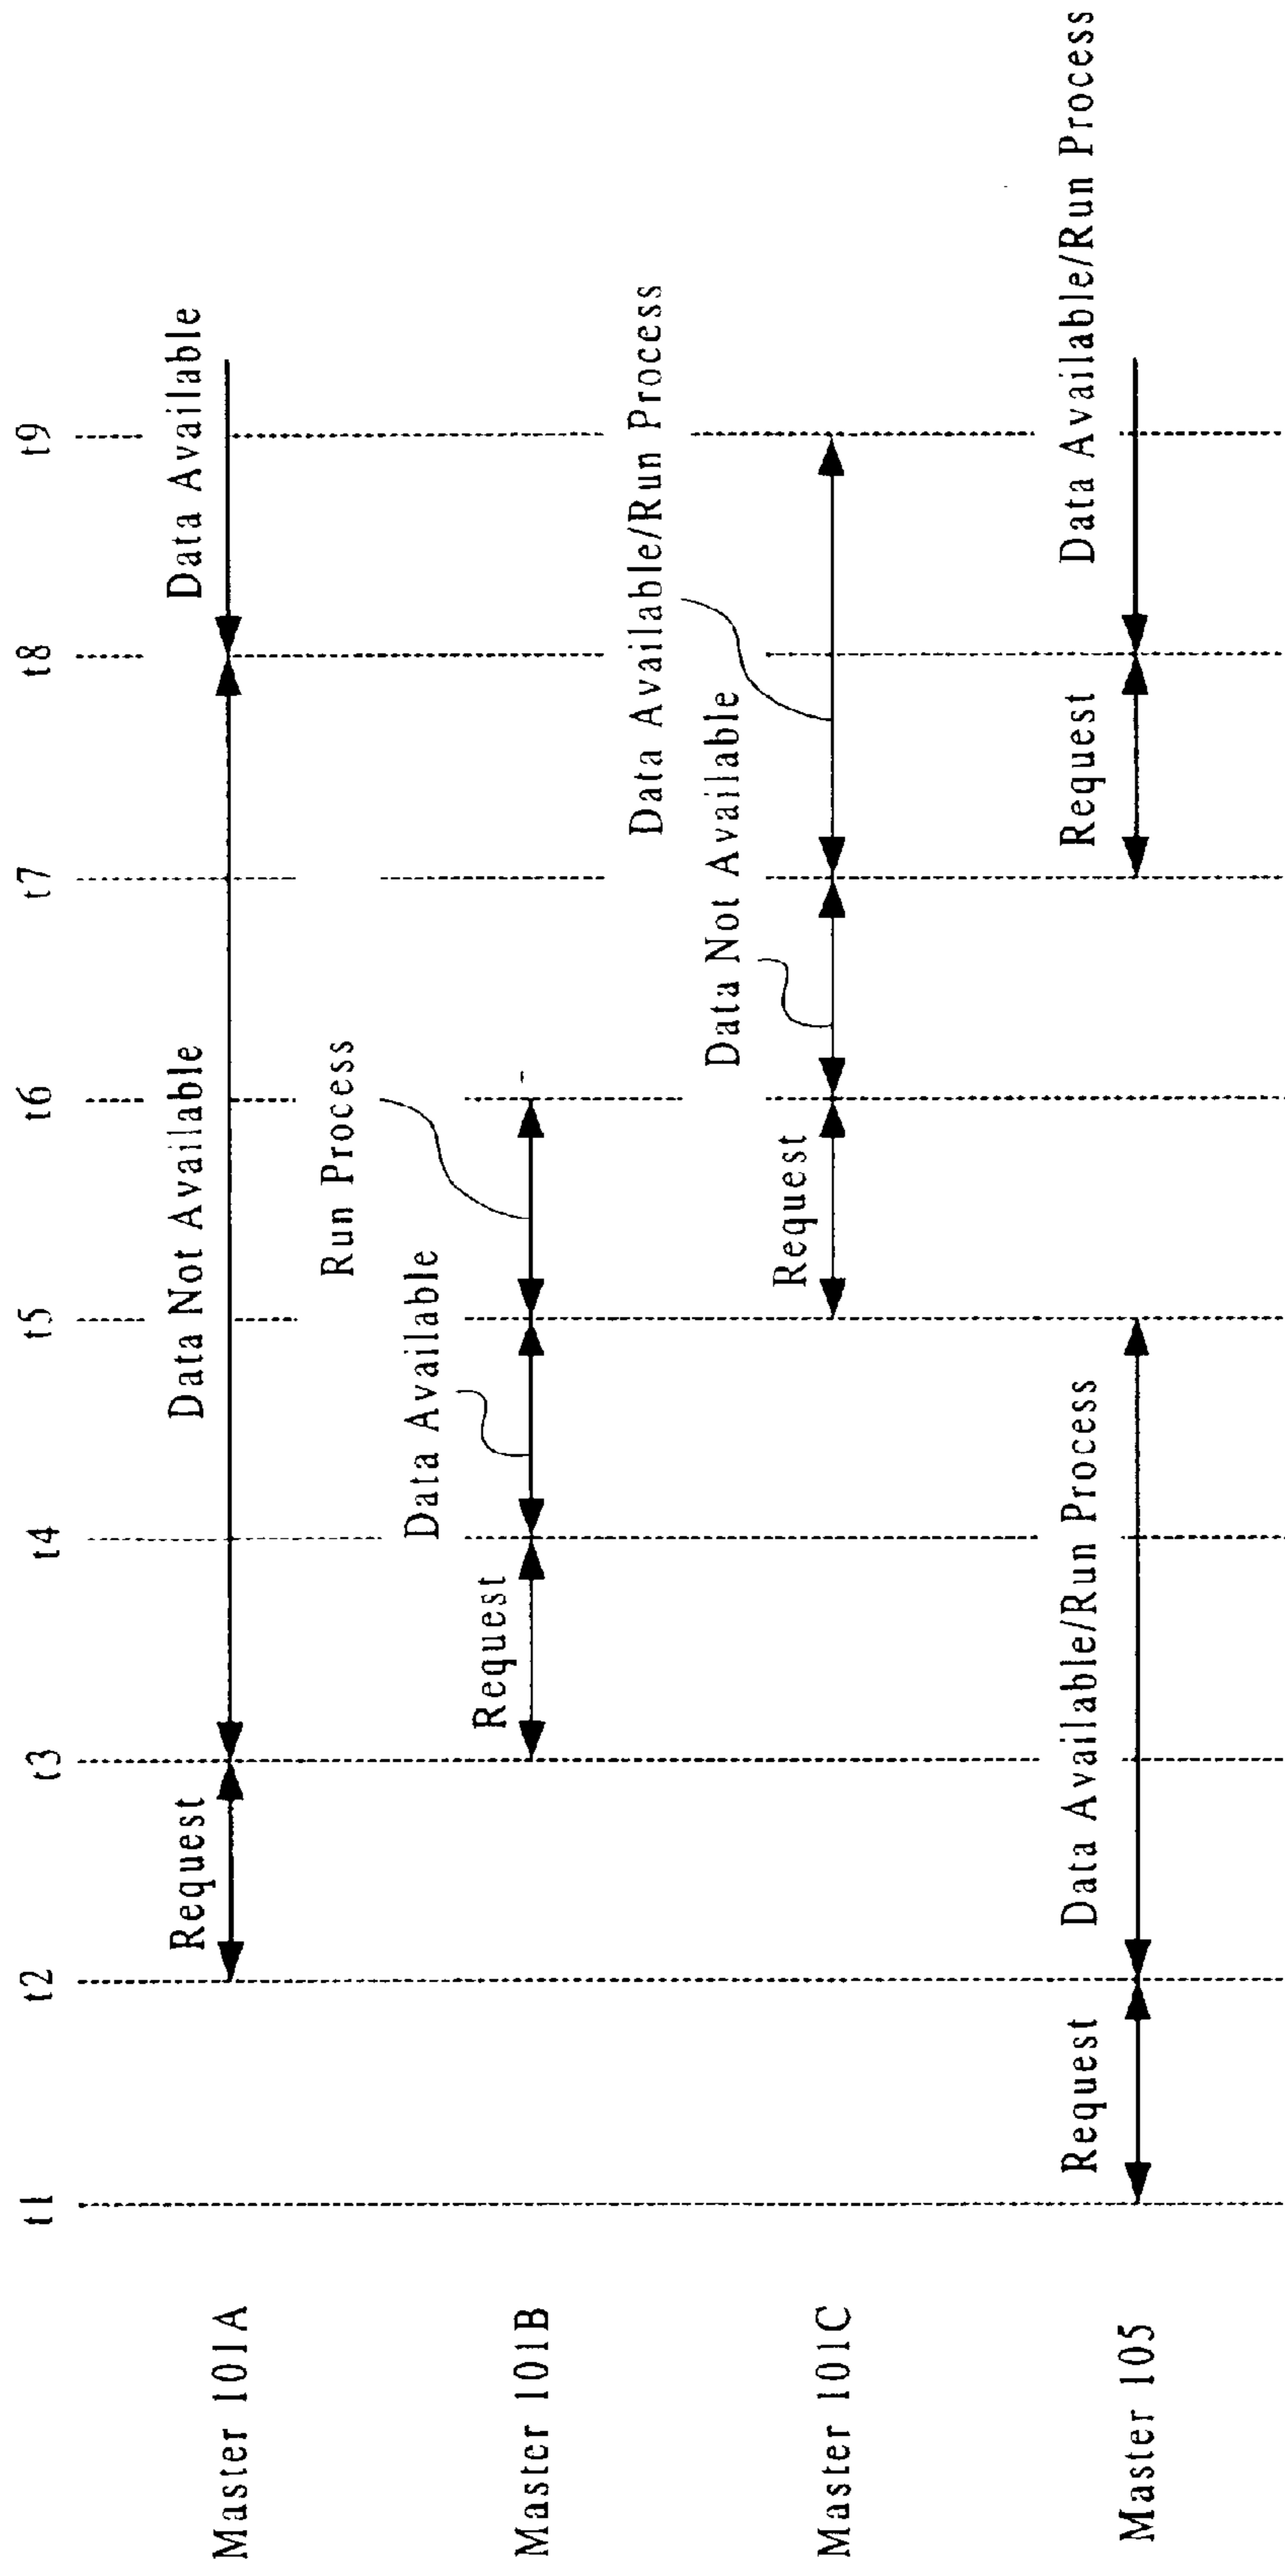 t1 t2 t3 t4 t5 t6 t7 t8 t9
Master 101A
Request
Data Not Available
Data Available
Master 101B
Request
Data Available
Run Process
Master 101C
Request
Data Not Available
Data Available/Run Process
Master 105
Request
Data Available/Run Process
Request
Data Available/Run Process